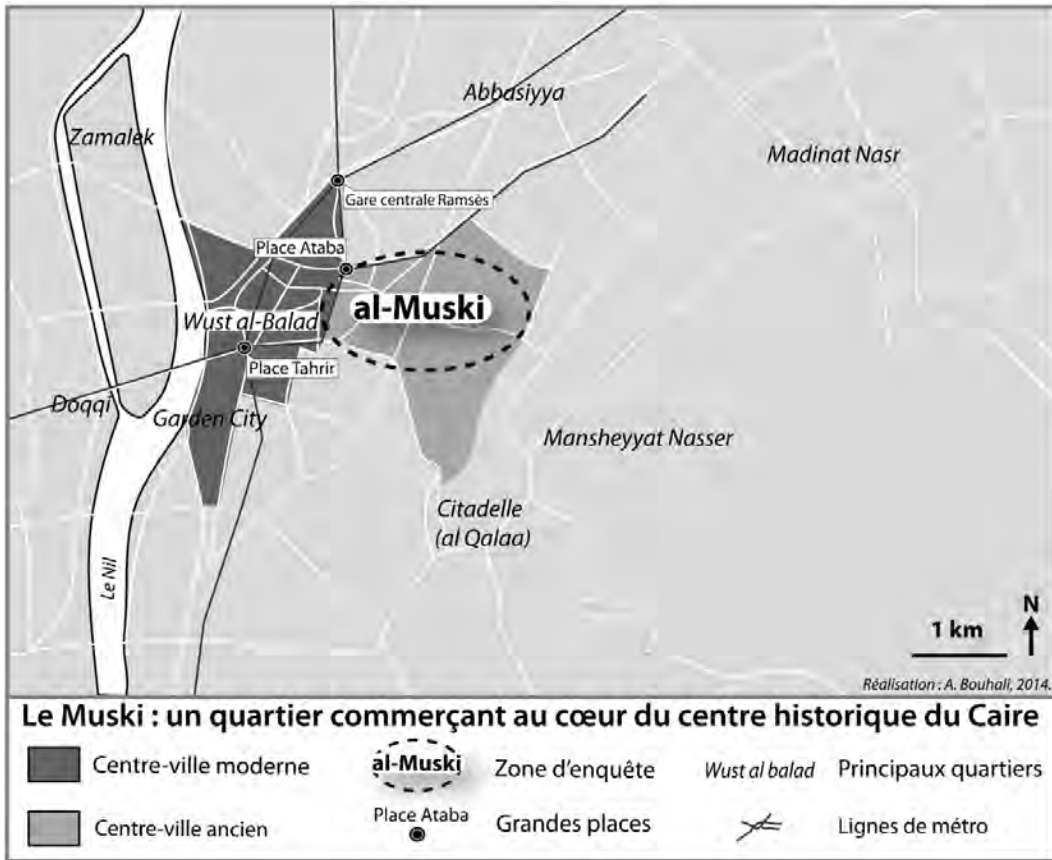 Abbasiyya
Zamalek
Madinat Nasr
Gare centrale Ramsès
Place Ataba
al-Muski
Wust al-Balad
Place Tahrir
Doqqi
Garden City
Mansheyyat Nasser
Citadelle
(al Qalaa)
Le Nil
N
1 km
Réalisation : A. Bouhali, 2014.
Le Muski : un quartier commerçant au cœur du centre historique du Caire
Centre-ville moderne
al-Muski
Zone d'enquête
Wust al balad
Principaux quartiers
Centre-ville ancien
Place Ataba
Grandes places
Lignes de métro